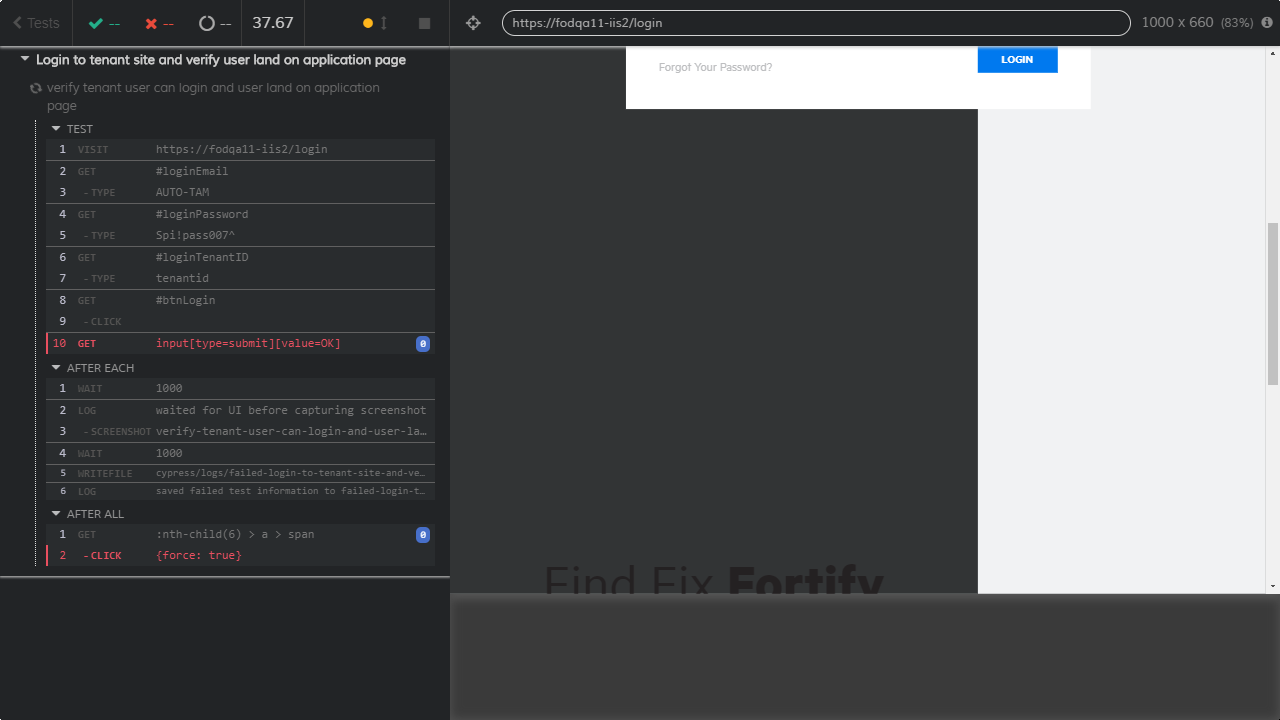 Tests
--
--
--
37.67
https://fodqa11-iis2/login
1000 x 660 (83%)
Login to tenant site and verify user land on application page
verify tenant user can login and user land on application
page
TEST
1 VISIT https://fodqa11-iis2/login
2 GET #loginEmail
3 -TYPE AUTO-TAM
4 GET #loginPassword
5 -TYPE Spi!pass007^
6 GET #loginTenantID
7 -TYPE tenantid
8 GET #btnLogin
9 -CLICK
10 GET input[type=submit][value=OK] 0
AFTER EACH
1 WAIT 1000
2 LOG waited for UI before capturing screenshot
3 -SCREENSHOT verify-tenant-user-can-login-and-user-la…
4 WAIT 1000
5 WRITEFILE cypress/logs/failed-login-to-tenant-site-and-ve…
6 LOG saved failed test information to failed-login-t…
AFTER ALL
1 GET :nth-child(6) > a > span 0
2 -CLICK {force: true}
Forgot Your Password?
LOGIN
Find Fix Fortify